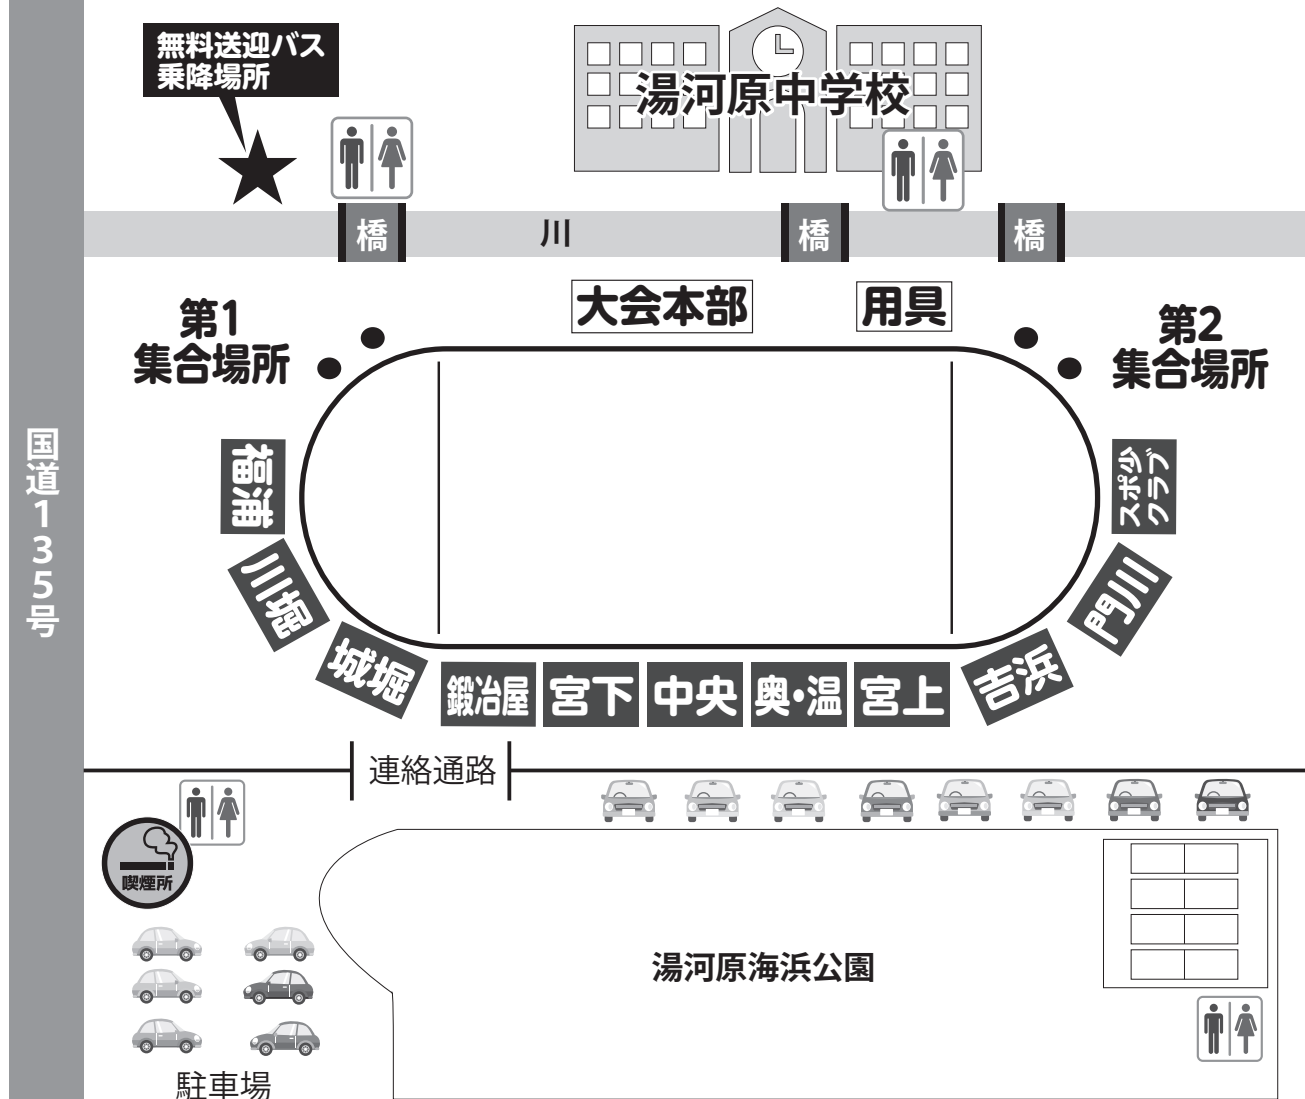 無料送迎バス
乗降場所
湯河原中学校
橋
川
橋
橋
大会本部
用具
第1
集合場所
第2
集合場所
国道135号
福浦
川堀
城堀
鍛冶屋
宮下
中央
奥・温
宮上
吉浜
門川
スポ少
クラブ
連絡通路
喫煙所
湯河原海浜公園
駐車場